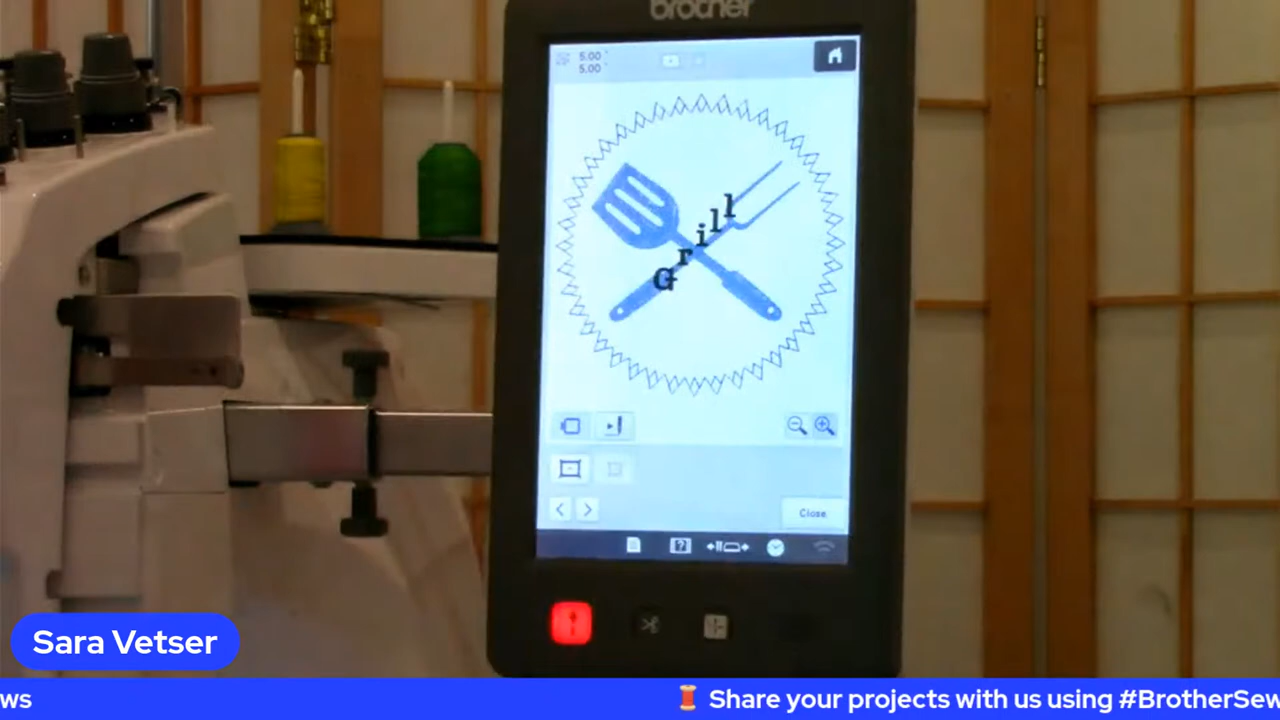 brother
5.00
5.00
Grill
Close
?
Sara Vetser
ws
Share your projects with us using #BrotherSew